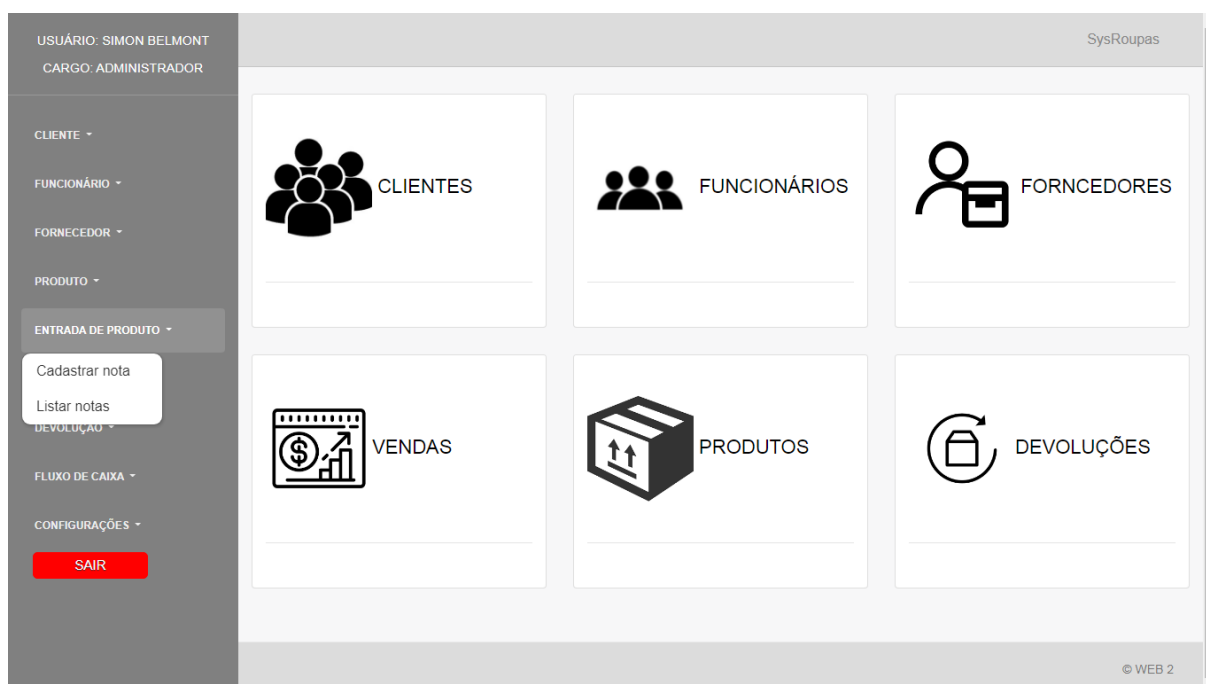 USUÁRIO: SIMON BELMONT
CARGO: ADMINISTRADOR
SysRoupas
CLIENTE
FUNCIONÁRIO
FORNECEDOR
PRODUTO
ENTRADA DE PRODUTO
Cadastrar nota
Listar notas
DEVOLUÇÃO
FLUXO DE CAIXA
CONFIGURAÇÕES
SAIR
CLIENTES
FUNCIONÁRIOS
FORNCEDORES
VENDAS
PRODUTOS
DEVOLUÇÕES
© WEB 2